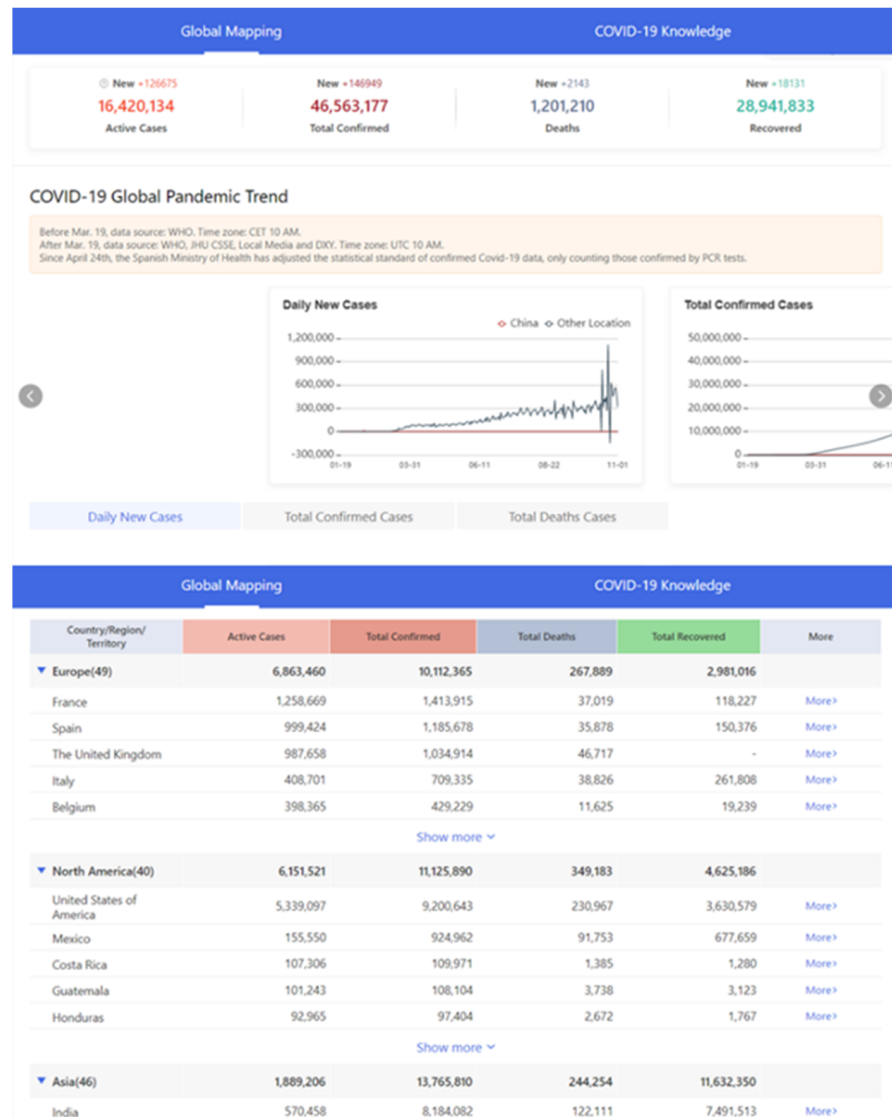 Global Mapping COVID-19 Knowledge
New +126675 New +146949 New +2143 New +18131
16,420,134 46,563,177 1,201,210 28,941,833
Active Cases Total Confirmed Deaths Recovered
COVID-19 Global Pandemic Trend
Before Mar. 19, data source: WHO. Time zone: CET 10 AM.
After Mar. 19, data source: WHO, JHU CSSE, Local Media and DXY. Time zone: UTC 10 AM.
Since April 24th, the Spanish Ministry of Health has adjusted the statistical standard of confirmed Covid-19 data, only counting those confirmed by PCR tests.
Daily New Cases
China Other Location
1,200,000
900,000
600,000
300,000
0
-300,000
01-19 03-31 06-11 08-22 11-01
Total Confirmed Cases
50,000,000
40,000,000
30,000,000
20,000,000
10,000,000
0
01-19 03-31 06-11
Daily New Cases Total Confirmed Cases Total Deaths Cases
Global Mapping COVID-19 Knowledge
Country/Region/
Territory Active Cases Total Confirmed Total Deaths Total Recovered More
Europe(49) 6,863,460 10,112,365 267,889 2,981,016
France 1,258,669 1,413,915 37,019 118,227 More>
Spain 999,424 1,185,678 35,878 150,376 More>
The United Kingdom 987,658 1,034,914 46,717 - More>
Italy 408,701 709,335 38,826 261,808 More>
Belgium 398,365 429,229 11,625 19,239 More>
Show more
North America(40) 6,151,521 11,125,890 349,183 4,625,186
United States of
America 5,339,097 9,200,643 230,967 3,630,579 More>
Mexico 155,550 924,962 91,753 677,659 More>
Costa Rica 107,306 109,971 1,385 1,280 More>
Guatemala 101,243 108,104 3,738 3,123 More>
Honduras 92,965 97,404 2,672 1,767 More>
Show more
Asia(46) 1,889,206 13,765,810 244,254 11,632,350
India 570,458 8,184,082 122,111 7,491,513 More>